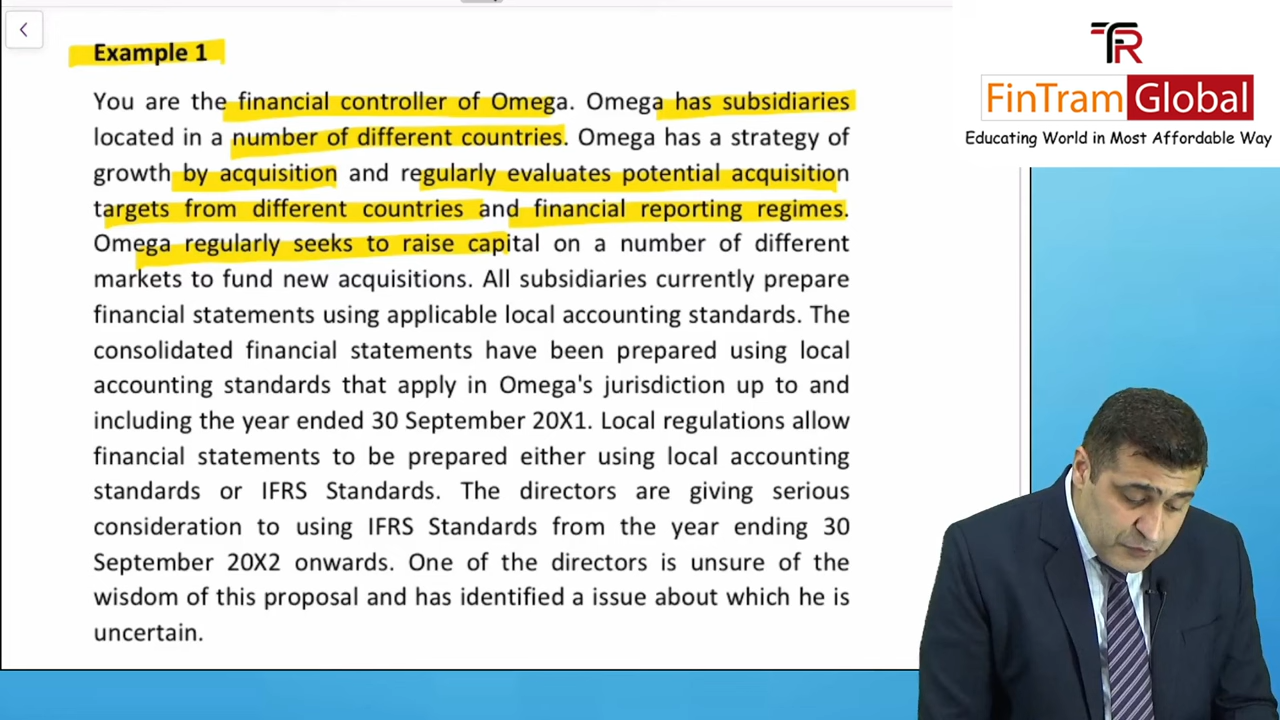 Example 1
You are the financial controller of Omega. Omega has subsidiaries
located in a number of different countries. Omega has a strategy of
growth by acquisition and regularly evaluates potential acquisition
targets from different countries and financial reporting regimes.
Omega regularly seeks to raise capital on a number of different
markets to fund new acquisitions. All subsidiaries currently prepare
financial statements using applicable local accounting standards. The
consolidated financial statements have been prepared using local
accounting standards that apply in Omega's jurisdiction up to and
including the year ended 30 September 20X1. Local regulations allow
financial statements to be prepared either using local accounting
standards or IFRS Standards. The directors are giving serious
consideration to using IFRS Standards from the year ending 30
September 20X2 onwards. One of the directors is unsure of the
wisdom of this proposal and has identified a issue about which he is
uncertain.
FinTram Global
Educating World in Most Affordable Way